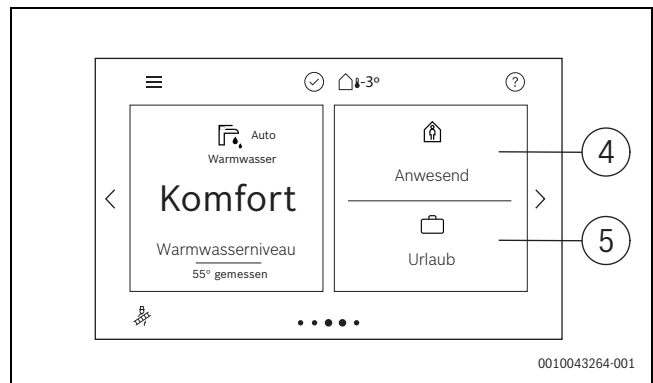 -3°
?
Auto
Warmwasser
Komfort
Warmwasserniveau
55° gemessen
Anwesend
Urlaub
4
5
0010043264-001